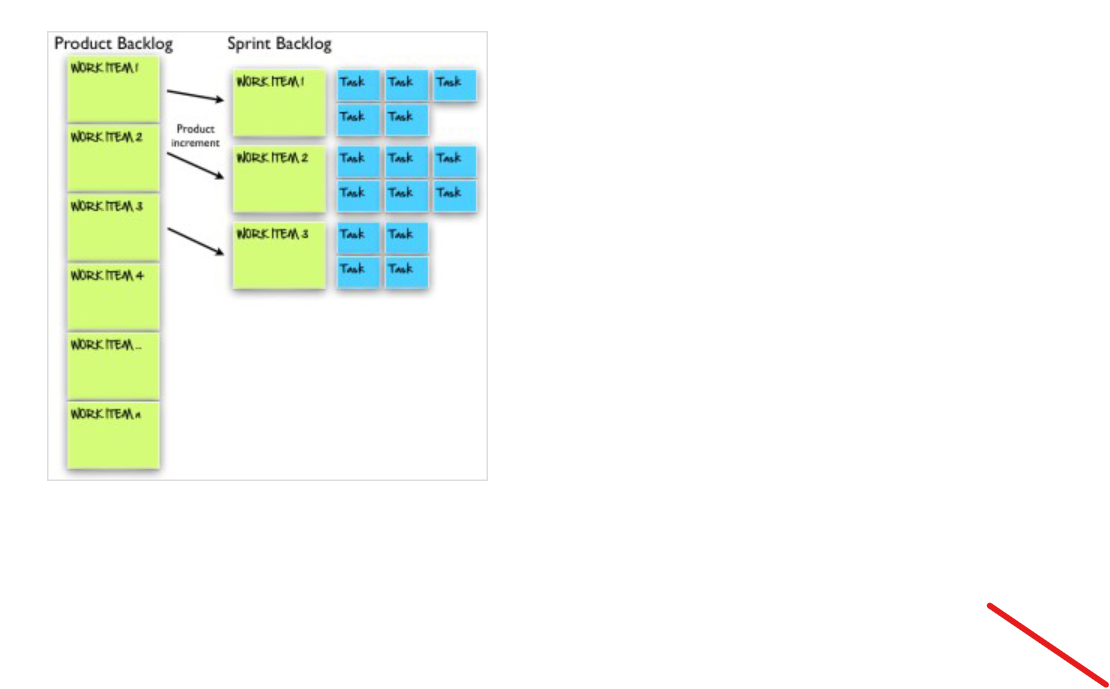 Product Backlog
Sprint Backlog
WORK ITEM 1
WORK ITEM 2
WORK ITEM 3
WORK ITEM 4
WORK ITEM...
WORK ITEM n
Product
increment
WORK ITEM 1
Task Task Task
Task Task
WORK ITEM 2
Task Task Task
Task Task Task
WORK ITEM 3
Task Task
Task Task